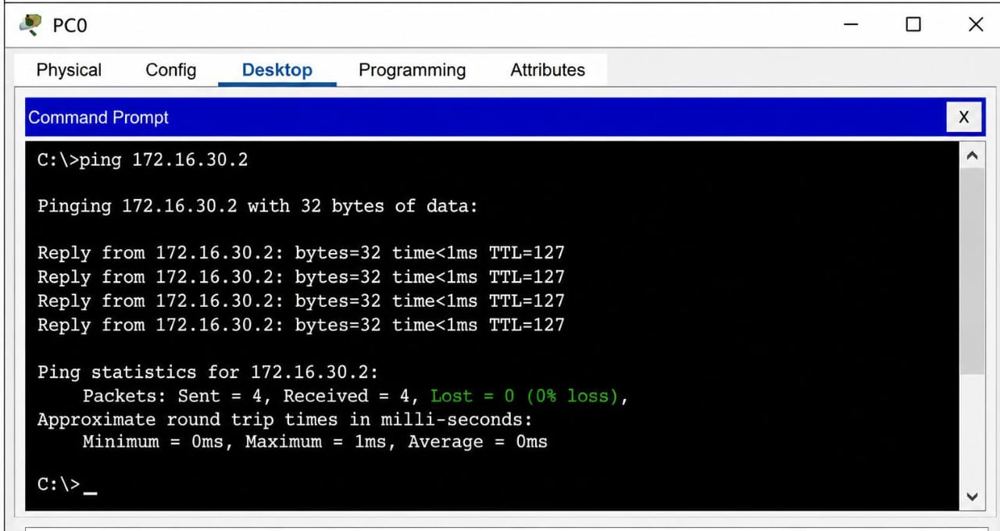 PC0
Physical Config Desktop Programming Attributes
Command Prompt X
C:\>ping 172.16.30.2
Pinging 172.16.30.2 with 32 bytes of data:
Reply from 172.16.30.2: bytes=32 time<1ms TTL=127
Reply from 172.16.30.2: bytes=32 time<1ms TTL=127
Reply from 172.16.30.2: bytes=32 time<1ms TTL=127
Reply from 172.16.30.2: bytes=32 time<1ms TTL=127
Ping statistics for 172.16.30.2:
Packets: Sent = 4, Received = 4, Lost = 0 (0% loss),
Approximate round trip times in milli-seconds:
Minimum = 0ms, Maximum = 1ms, Average = 0ms
C:\>_